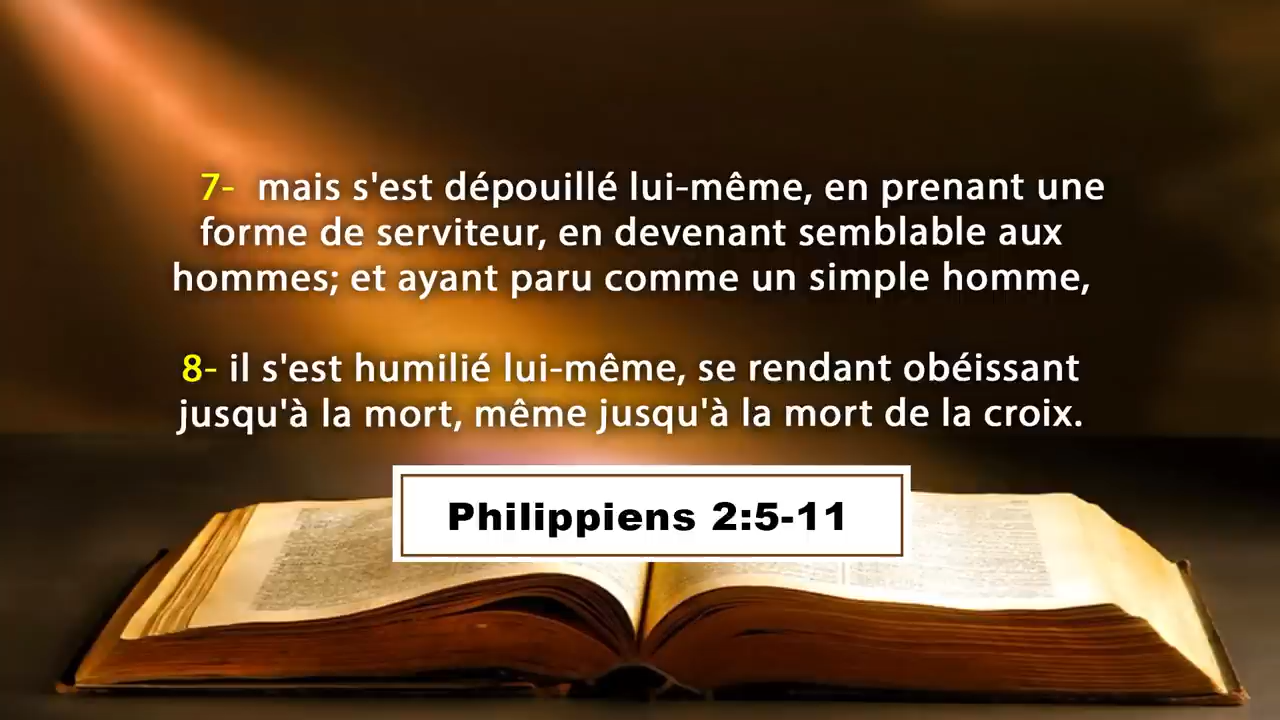 7- mais s'est dépouillé lui-même, en prenant une
forme de serviteur, en devenant semblable aux
hommes; et ayant paru comme un simple homme,
8- il s'est humilié lui-même, se rendant obéissant
jusqu'à la mort, même jusqu'à la mort de la croix.
Philippiens 2:5-11